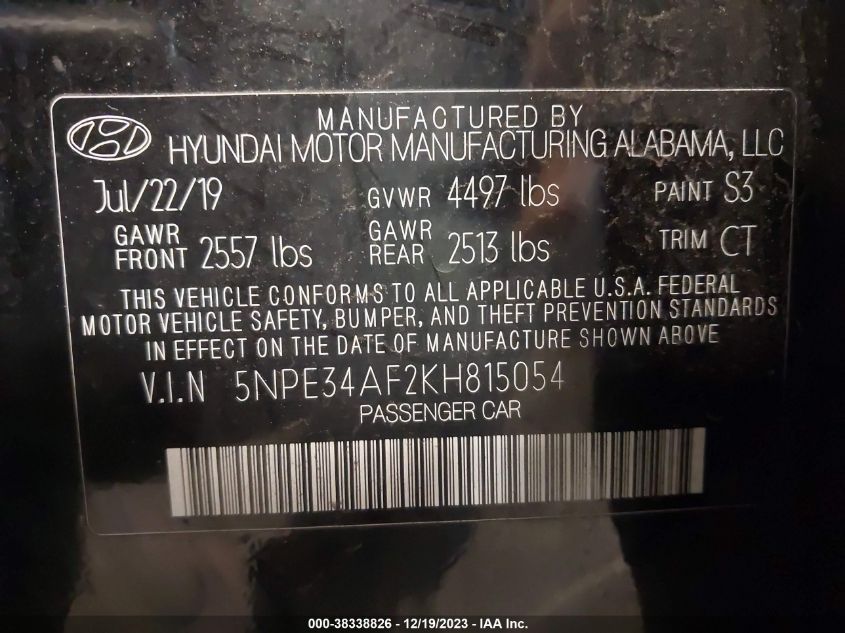 MANUFACTURED BY
HYUNDAI MOTOR MANUFACTURING ALABAMA, LLC
Jul/22/19 GVWR 4497 lbs PAINT S3
GAWR FRONT 2557 lbs GAWR REAR 2513 lbs TRIM CT
THIS VEHICLE CONFORMS TO ALL APPLICABLE U.S.A. FEDERAL
MOTOR VEHICLE SAFETY, BUMPER, AND THEFT PREVENTION STANDARDS
IN EFFECT ON THE DATE OF MANUFACTURE SHOWN ABOVE
V.I.N 5NPE34AF2KH815054
PASSENGER CAR
000-38338826 - 12/19/2023 - IAA Inc.